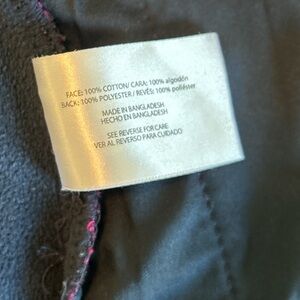 FACE: 100% COTTON/ CARA: 100% algodón
BACK: 100% POLYESTER / REVÉS: 100% poliéster
MADE IN BANGLADESH
HECHO EN BANGLADESH
SEE REVERSE FOR CARE
VER AL REVERSO PARA CUIDADO